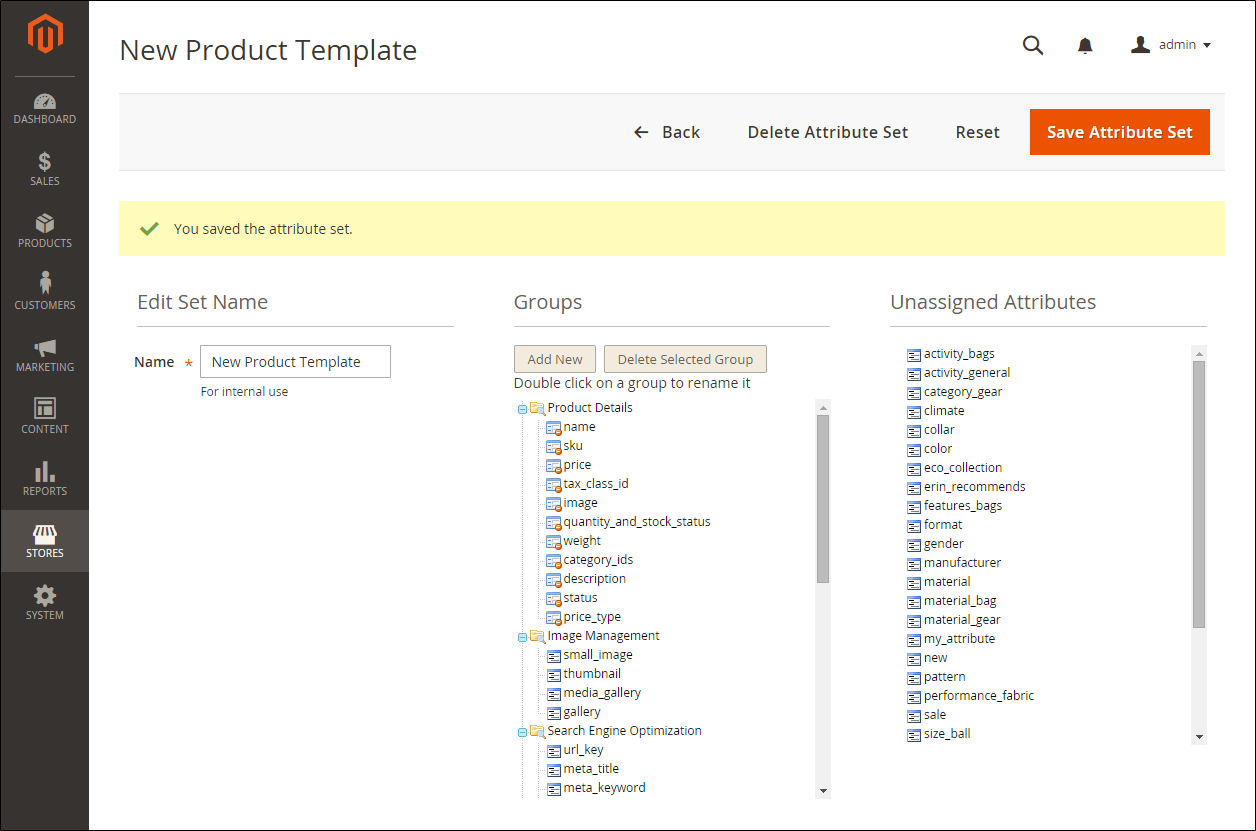 New Product Template
admin
DASHBOARD
SALES
PRODUCTS
CUSTOMERS
MARKETING
CONTENT
REPORTS
STORES
SYSTEM
Back
Delete Attribute Set
Reset
Save Attribute Set
You saved the attribute set.
Edit Set Name
Name *
New Product Template
For internal use
Groups
Add New
Delete Selected Group
Double click on a group to rename it
Product Details
name
sku
price
tax_class_id
image
quantity_and_stock_status
weight
category_ids
description
status
price_type
Image Management
small_image
thumbnail
media_gallery
gallery
Search Engine Optimization
url_key
meta_title
meta_keyword
Unassigned Attributes
activity_bags
activity_general
category_gear
climate
collar
color
eco_collection
erin_recommends
features_bags
format
gender
manufacturer
material
material_bag
material_gear
my_attribute
new
pattern
performance_fabric
sale
size_ball